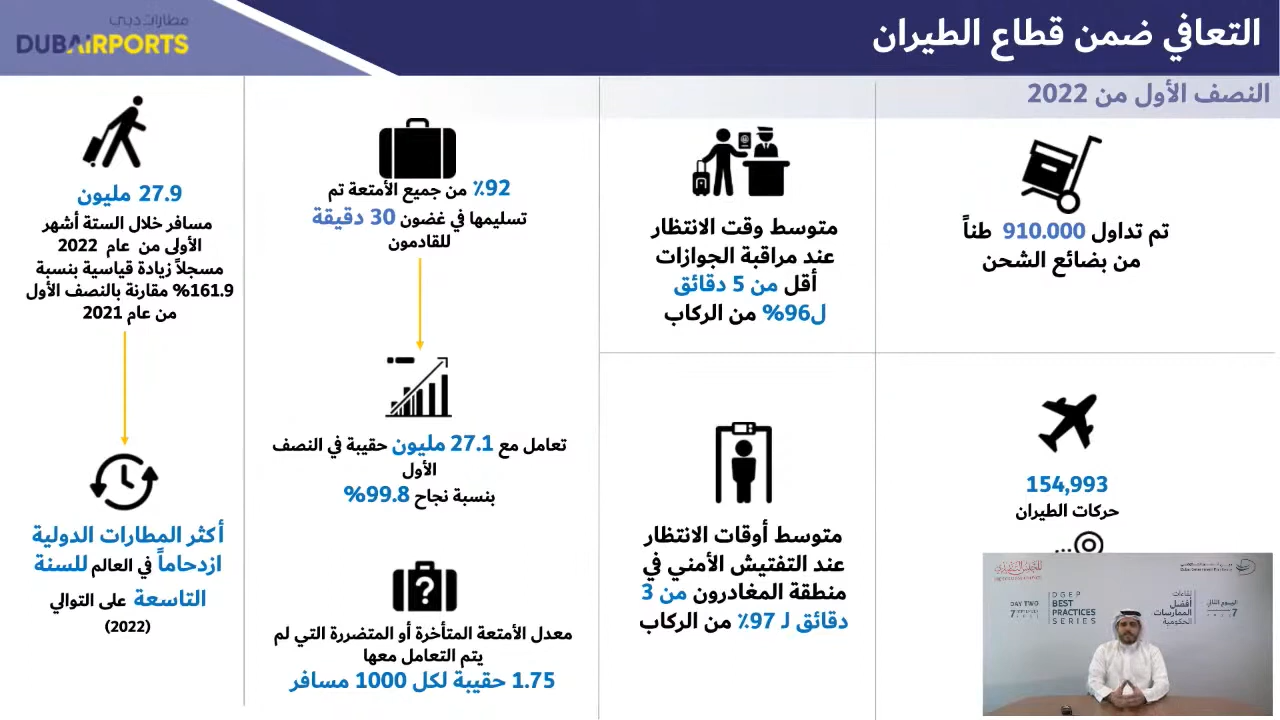 التعافي ضمن قطاع الطيران
مطارات دبي
DUBAI AIRPORTS
النصف الأول من 2022
تم تداول 910.000 طناً
من بضائع الشحن
154,993
حركات الطيران
متوسط وقت الانتظار
عند مراقبة الجوازات
أقل من 5 دقائق
ل96% من الركاب
متوسط أوقات الانتظار
عند التفتيش الأمني في
منطقة المغادرون من 3
دقائق لـ 97٪ من الركاب
92٪ من جميع الأمتعة تم
تسليمها في غضون 30 دقيقة
للقادمون
تعامل مع 27.1 مليون حقيبة في النصف
الأول
بنسبة نجاح 99.8%
معدل الأمتعة المتأخرة أو المتضررة التي لم
يتم التعامل معها
1.75 حقيبة لكل 1000 مسافر
27.9 مليون
مسافر خلال الستة أشهر
الأولى من عام 2022
مسجلاً زيادة قياسية بنسبة
161.9% مقارنة بالنصف الأول
من عام 2021
أكثر المطارات الدولية
ازدحاماً في العالم للسنة
التاسعة على التوالي
(2022)
DAY TWO
7
DGEP
BEST
PRACTICES
SERIES
لقاءات
أفضل
الممارسات
الحكومية
اليوم الثاني
7